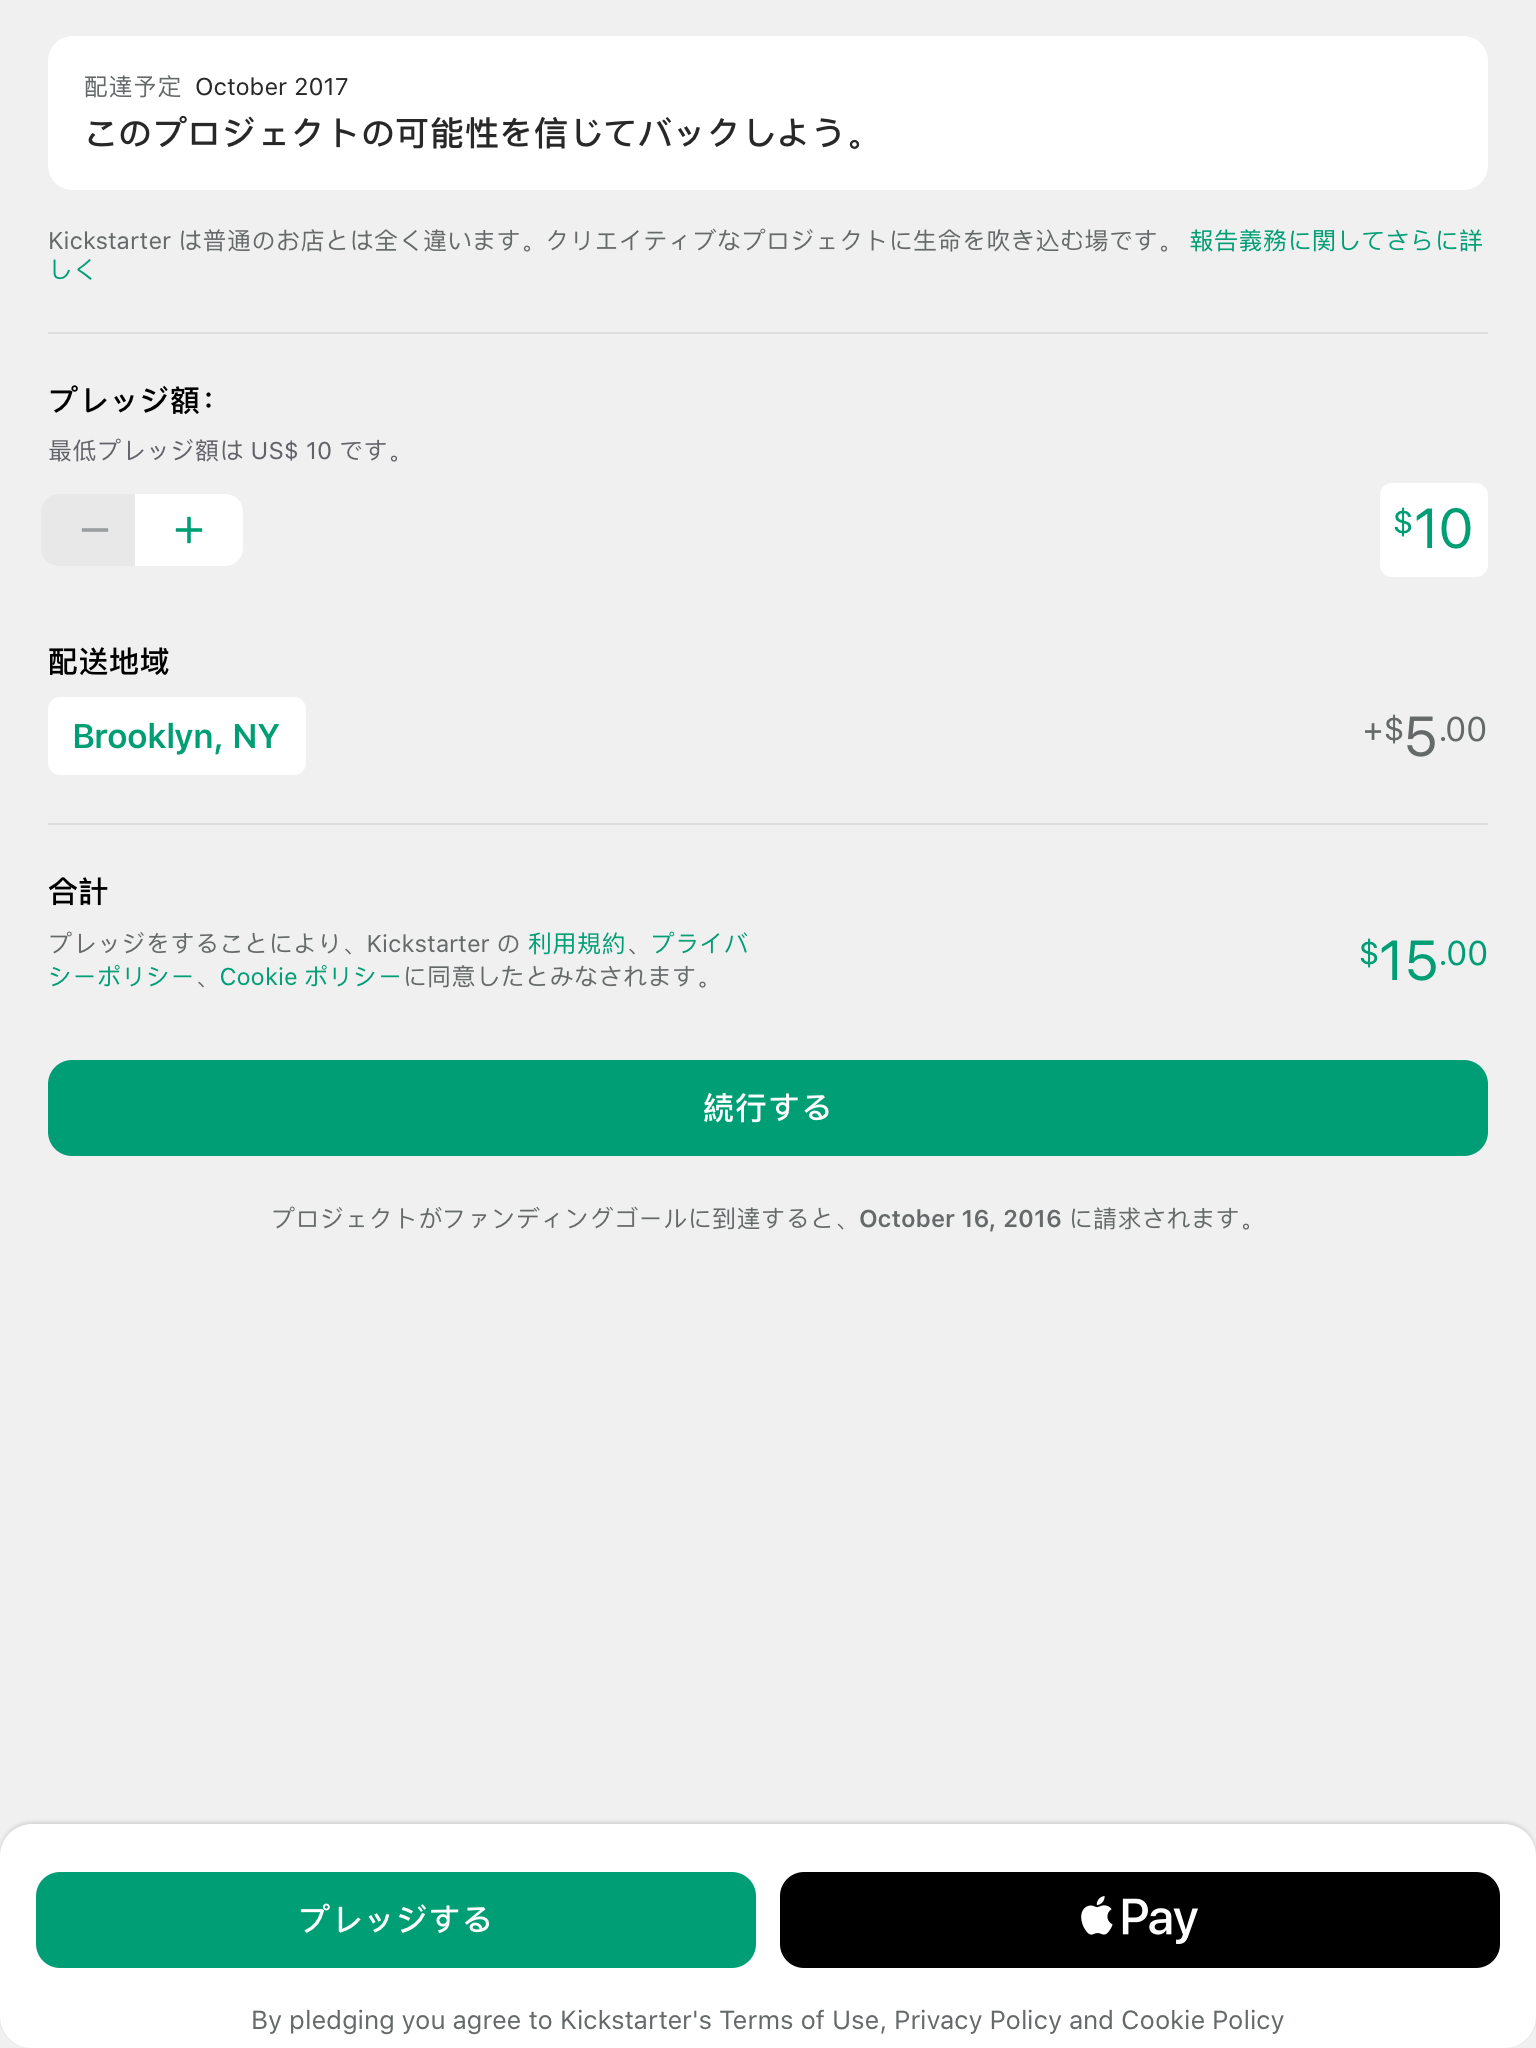 配達予定 October 2017
このプロジェクトの可能性を信じてバックしよう。
Kickstarter は普通のお店とは全く違います。クリエイティブなプロジェクトに生命を吹き込む場です。 報告義務に関してさらに詳
しく
プレッジ額：
最低プレッジ額は US$ 10 です。
− +
$10
配送地域
Brooklyn, NY
+$5.00
合計
プレッジをすることにより、Kickstarter の 利用規約、プライバ
シーポリシー、Cookie ポリシーに同意したとみなされます。
$15.00
続行する
プロジェクトがファンディングゴールに到達すると、October 16, 2016 に請求されます。
プレッジする
Pay
By pledging you agree to Kickstarter's Terms of Use, Privacy Policy and Cookie Policy